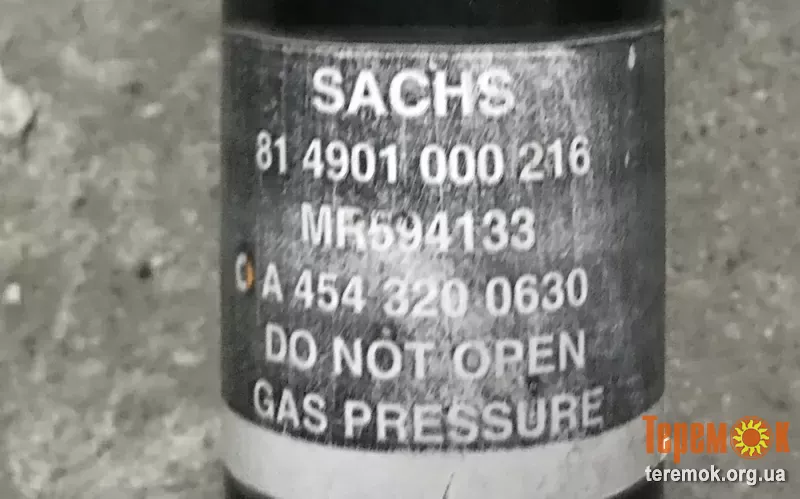 SACHS
81 4901 000 216
MR594133
A 454 320 0630
DO NOT OPEN
GAS PRESSURE
Теремок
teremok.org.ua